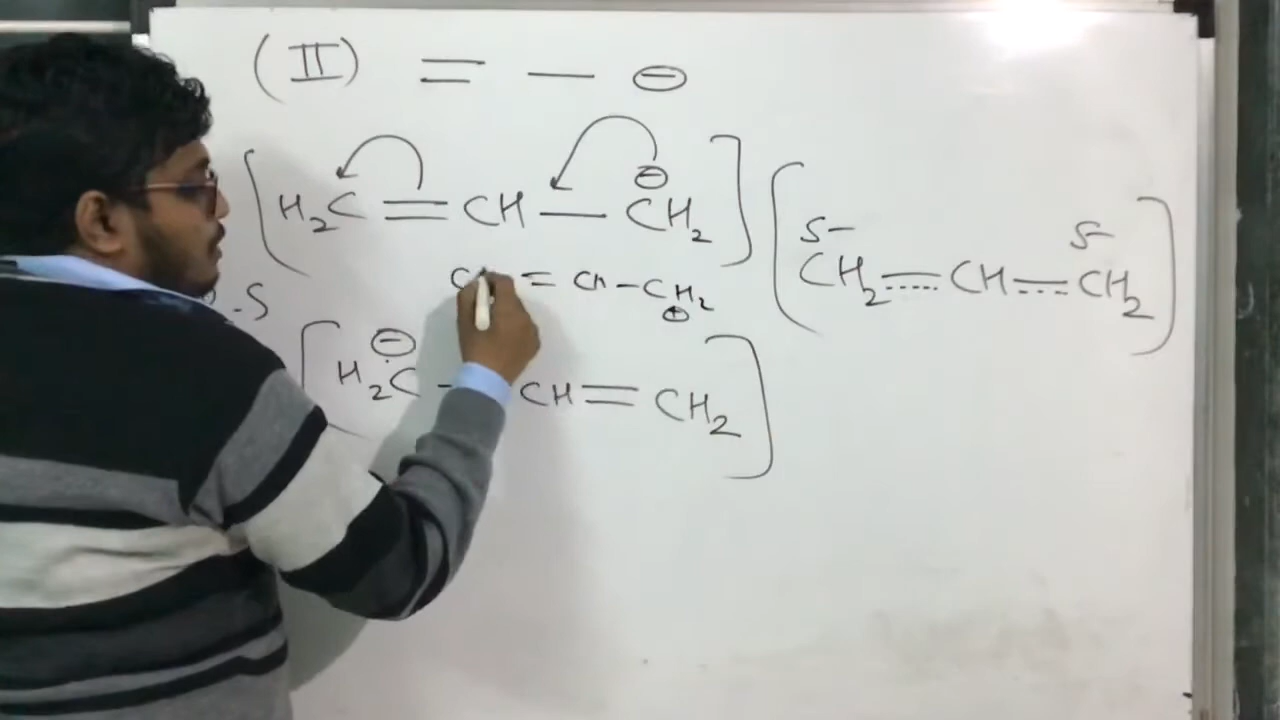 (II) = — ⊖
[H₂C = CH — CH₂] ⊖
= CH – CH₂ ⊕
.S
[H₂C ⊖ - CH = CH₂]
[S– CH₂ ═ CH ═ CH₂ S–]